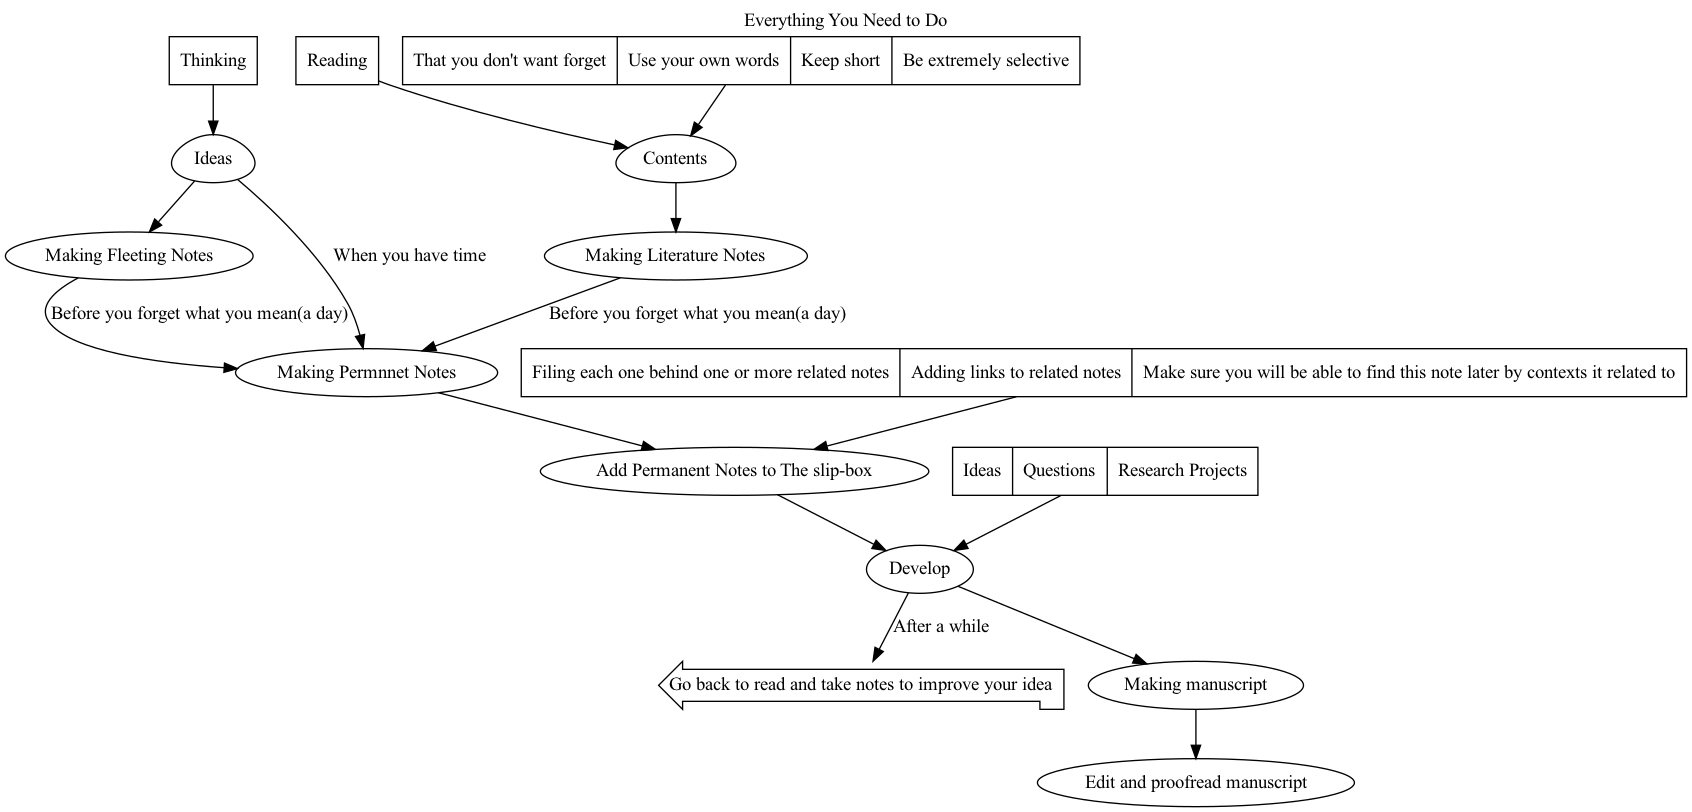 Everything You Need to Do
Thinking
Reading
That you don't want forget
Use your own words
Keep short
Be extremely selective
Ideas
Contents
Making Fleeting Notes
When you have time
Making Literature Notes
Before you forget what you mean(a day)
Before you forget what you mean(a day)
Making Permnnet Notes
Filing each one behind one or more related notes
Adding links to related notes
Make sure you will be able to find this note later by contexts it related to
Add Permanent Notes to The slip-box
Ideas
Questions
Research Projects
Develop
After a while
Go back to read and take notes to improve your idea
Making manuscript
Edit and proofread manuscript